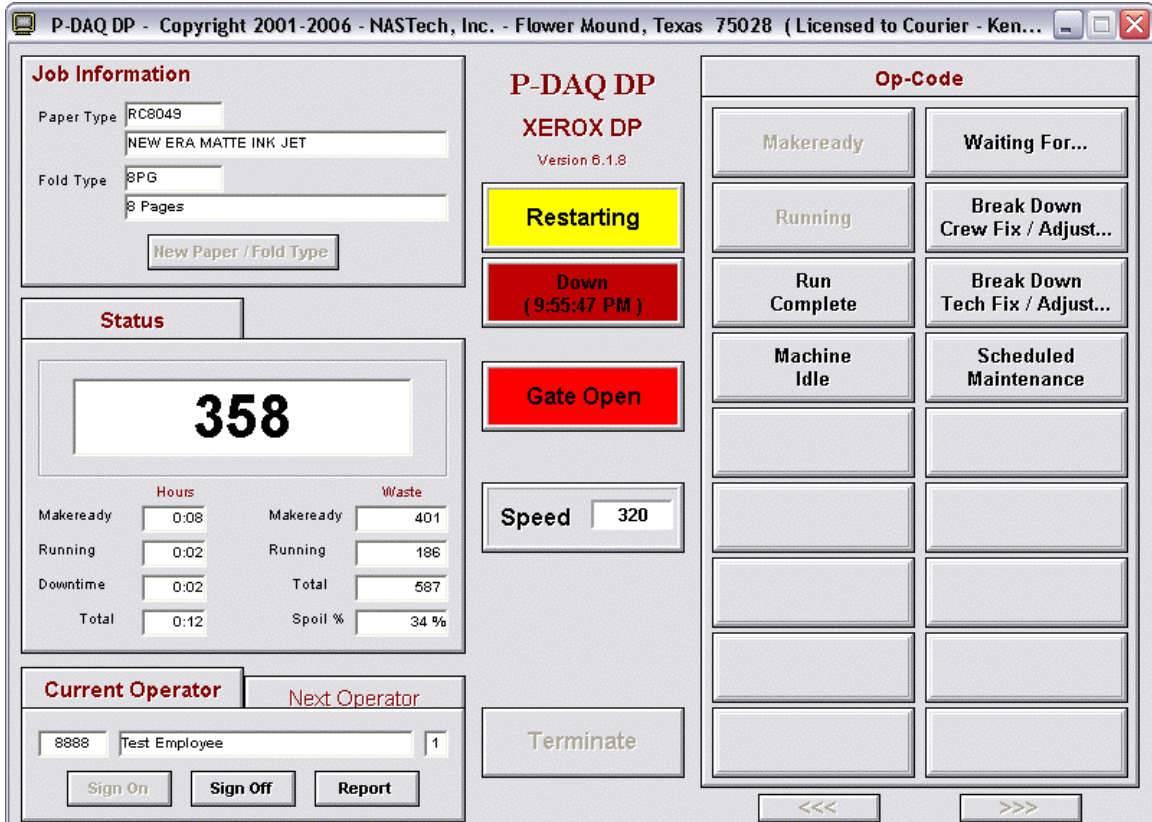 P-DAQ DP - Copyright 2001-2006 - NASTech, Inc. - Flower Mound, Texas 75028 ( Licensed to Courier - Ken...
Job Information
Paper Type RC8049
NEW ERA MATTE INK JET
Fold Type 8PG
8 Pages
New Paper / Fold Type
Status
358
Hours Waste
Makeready 0:08 Makeready 401
Running 0:02 Running 186
Downtime 0:02 Total 587
Total 0:12 Spoil % 34 %
Current Operator Next Operator
8888 Test Employee 1
Sign On Sign Off Report
P-DAQ DP
XEROX DP
Version 6.1.8
Restarting
Down
( 9:55:47 PM )
Gate Open
Speed 320
Terminate
Op-Code
Makeready
Waiting For...
Running
Break Down
Crew Fix / Adjust...
Run
Complete
Break Down
Tech Fix / Adjust...
Machine
Idle
Scheduled
Maintenance
<<< >>>